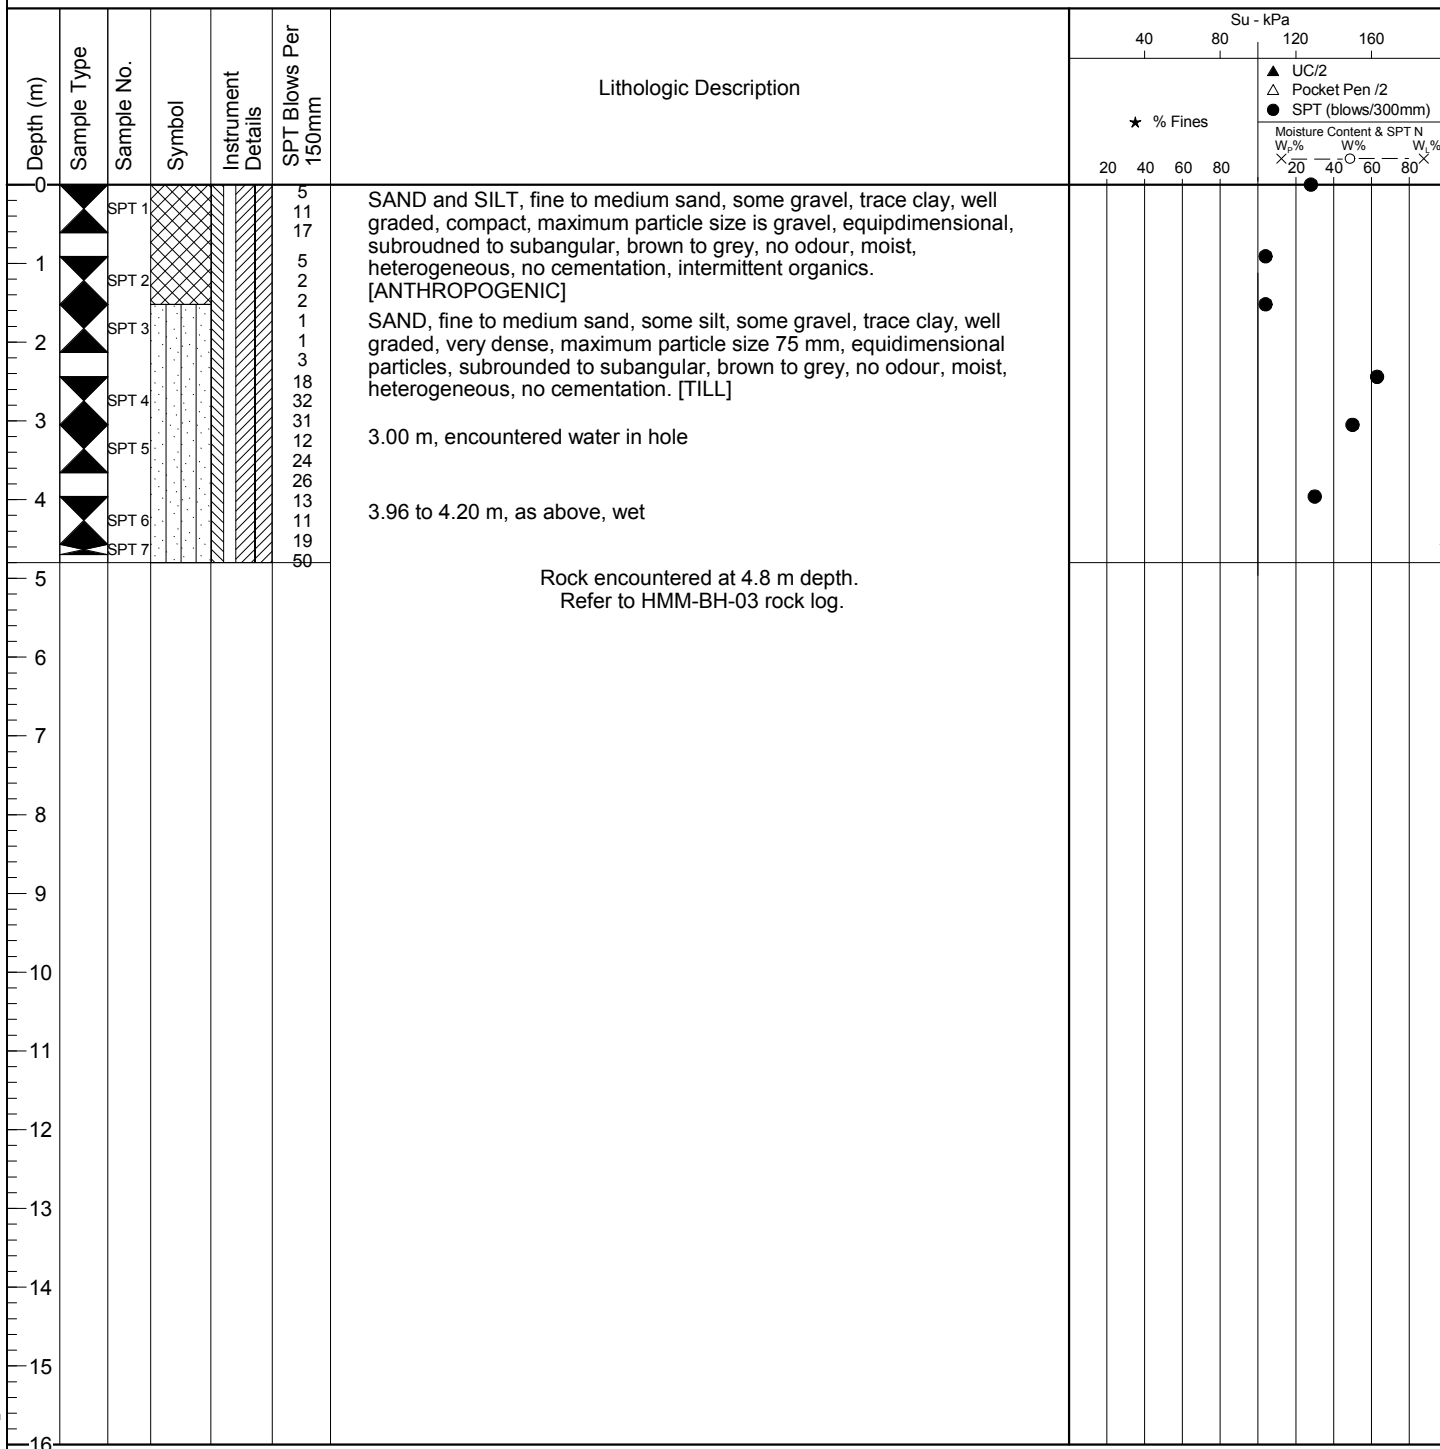 Su - kPa
40 80 120 160
Depth (m)
Sample Type
Sample No.
Symbol
Instrument
Details
SPT Blows Per
150mm
Lithologic Description
▲ UC/2
△ Pocket Pen /2
● SPT (blows/300mm)
★ % Fines
Moisture Content & SPT N
WP% W% WL%
20 40 60 80 20 40 60 80
0
SPT 1
5
11
17
SAND and SILT, fine to medium sand, some gravel, trace clay, well
graded, compact, maximum particle size is gravel, equipdimensional,
subroudned to subangular, brown to grey, no odour, moist,
heterogeneous, no cementation, intermittent organics.
[ANTHROPOGENIC]
1
SPT 2
5
2
2
SPT 3
1
1
3
SAND, fine to medium sand, some silt, some gravel, trace clay, well
graded, very dense, maximum particle size 75 mm, equidimensional
particles, subrounded to subangular, brown to grey, no odour, moist,
heterogeneous, no cementation. [TILL]
2
SPT 4
18
32
31
3
SPT 5
12
24
26
3.00 m, encountered water in hole
4
SPT 6
13
11
19
3.96 to 4.20 m, as above, wet
SPT 7
50
5
Rock encountered at 4.8 m depth.
Refer to HMM-BH-03 rock log.
6
7
8
9
10
11
12
13
14
15
16